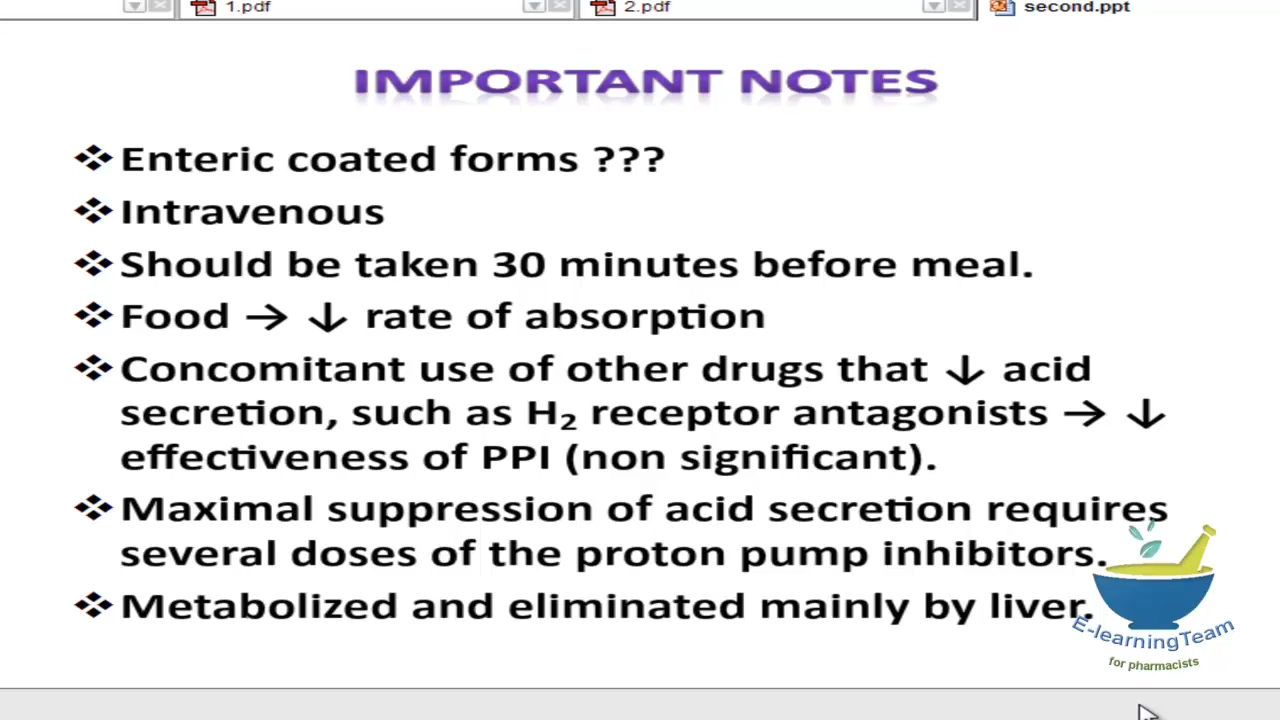 1.pdf 2.pdf second.ppt
IMPORTANT NOTES
❖ Enteric coated forms ???
❖ Intravenous
❖ Should be taken 30 minutes before meal.
❖ Food → ↓ rate of absorption
❖ Concomitant use of other drugs that ↓ acid
secretion, such as H₂ receptor antagonists → ↓
effectiveness of PPI (non significant).
❖ Maximal suppression of acid secretion requires
several doses of the proton pump inhibitors.
❖ Metabolized and eliminated mainly by liver.
E-learningTeam
for pharmacists